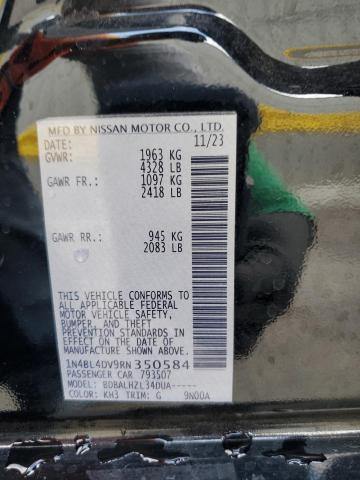 MFD BY NISSAN MOTOR CO., LTD.
DATE: 11/23
GVWR: 1963 KG
4328 LB
GAWR FR.: 1097 KG
2418 LB
GAWR RR.: 945 KG
2083 LB
THIS VEHICLE CONFORMS TO
ALL APPLICABLE FEDERAL
MOTOR VEHICLE SAFETY,
BUMPER, AND THEFT
PREVENTION STANDARDS
IN EFFECT ON THE DATE OF
MANUFACTURE SHOWN ABOVE.
1N4BL4DV9RN350584
PASSENGER CAR 793507
MODEL: BDBALHZL34DUA-----
COLOR: KH3 TRIM: G 9N00A